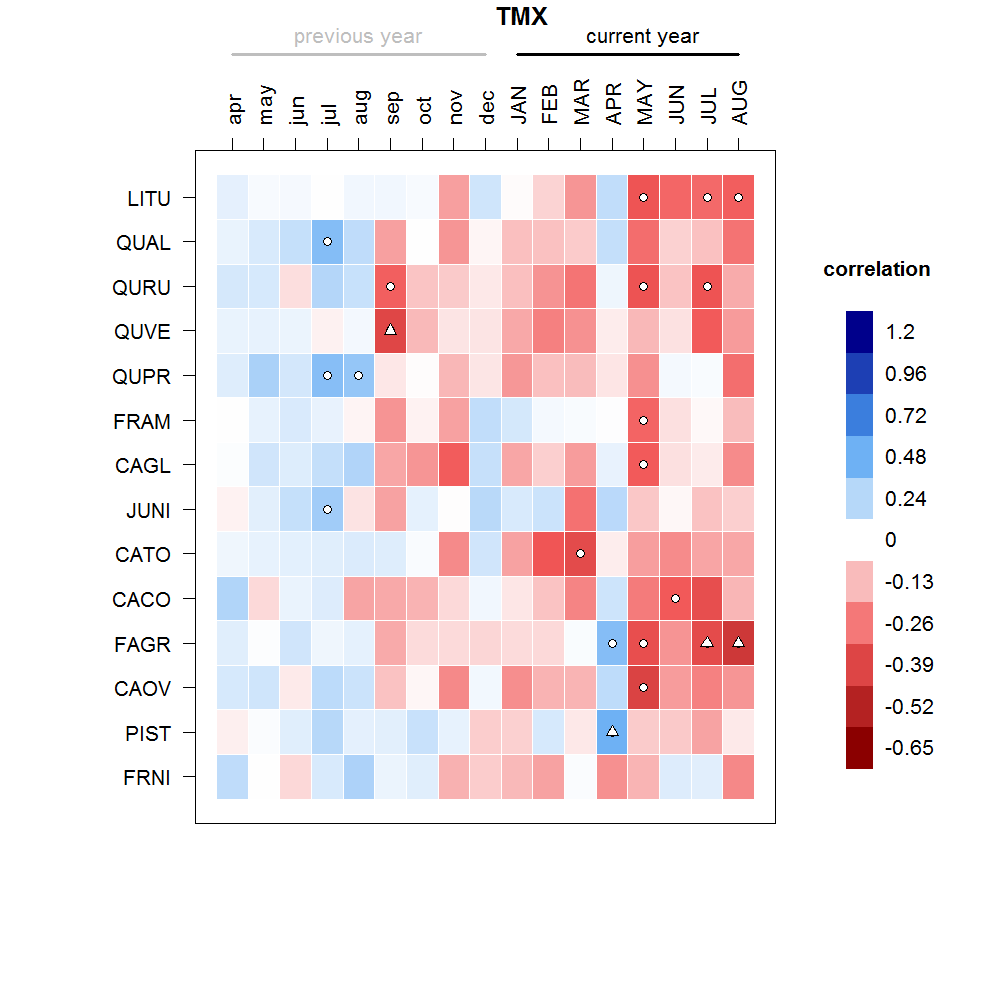 TMX
previous year current year
apr may jun jul aug sep oct nov dec JAN FEB MAR APR MAY JUN JUL AUG
LITU
QUAL
QURU
QUVE
QUPR
FRAM
CAGL
JUNI
CATO
CACO
FAGR
CAOV
PIST
FRNI
correlation
1.2
0.96
0.72
0.48
0.24
0
-0.13
-0.26
-0.39
-0.52
-0.65